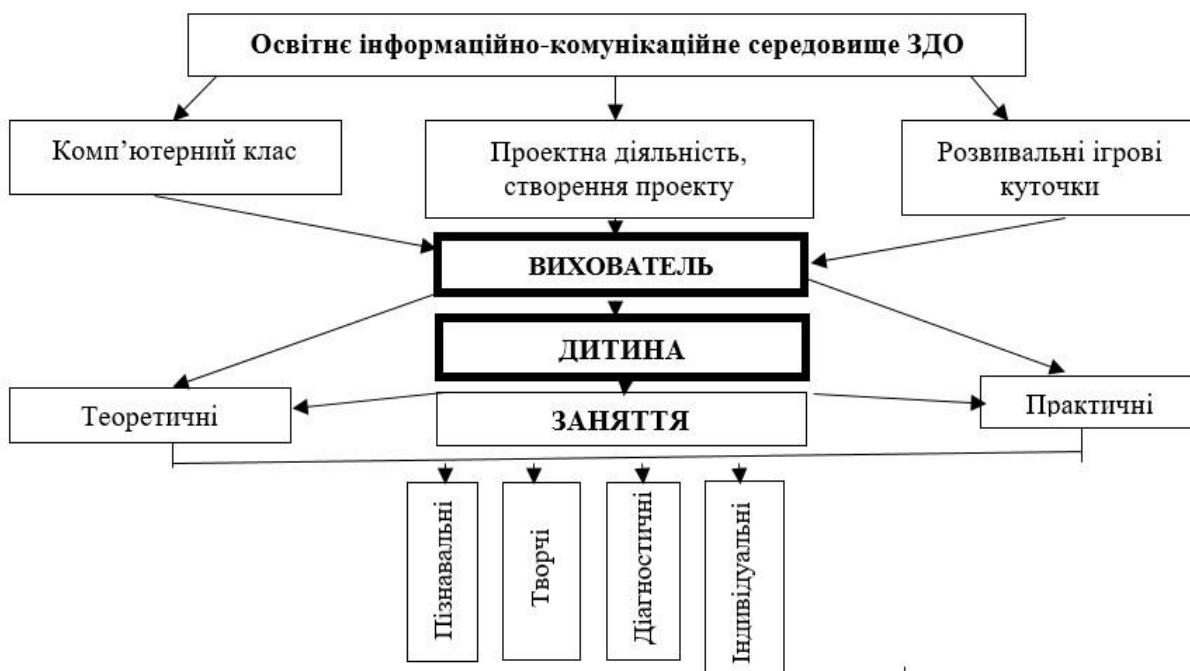 Освітнє інформаційно-комунікаційне середовище ЗДО
Комп’ютерний клас
Проектна діяльність,
створення проекту
Розвивальні ігрові
куточки
ВИХОВАТЕЛЬ
ДИТИНА
Теоретичні
ЗАНЯТТЯ
Практичні
Пізнавальні
Творчі
Діагностичні
Індивідуальні